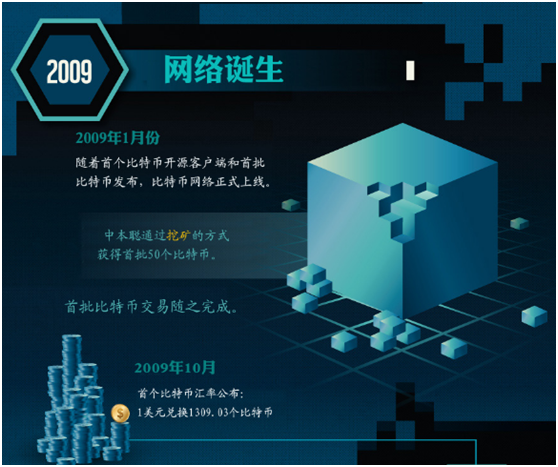 2009
网络诞生
2009年1月份
随着首个比特币开源客户端和首批
比特币发布，比特币网络正式上线。
中本聪通过挖矿的方式
获得首批50个比特币。
首批比特币交易随之完成。
2009年10月
首个比特币汇率公布：
1美元兑换1309.03个比特币
$